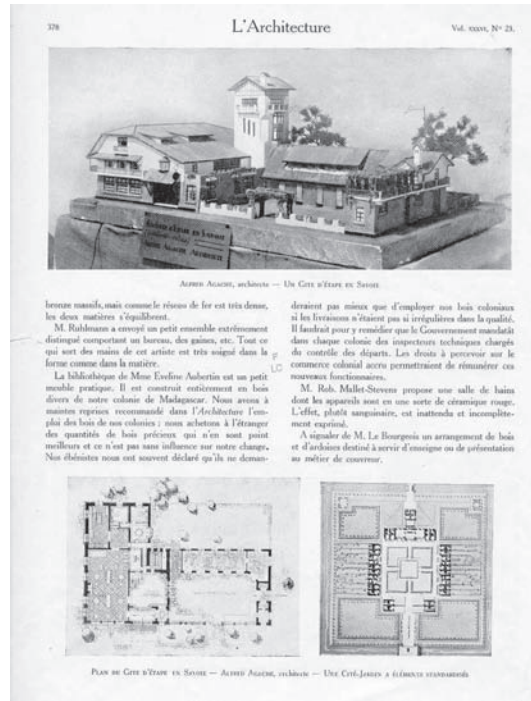 378
L'Architecture
Vol. XXXVI, Nº 23.
ALFRED AGACHE, architecte — UN GITE D'ÉTAPE EN SAVOIE
bronze massifs, mais comme le réseau de fer est très dense,
les deux matières s'équilibrent.
M. Ruhlmann a envoyé un petit ensemble extrêmement
distingué comportant un bureau, des gaines, etc. Tout ce
qui sort des mains de cet artiste est très soigné dans la
forme comme dans la matière.
La bibliothèque de Mme Eveline Aubertin est un petit
meuble pratique. Il est construit entièrement en bois
divers de notre colonie de Madagascar. Nous avons à
maintes reprises recommandé dans l'Architecture l'em-
ploi des bois de nos colonies ; nous achetons à l'étranger
des quantités de bois précieux qui n'en sont point
meilleurs et ce n'est pas sans influence sur notre change.
Nos ébénistes nous ont souvent déclaré qu'ils ne deman-
deraient pas mieux que d'employer nos bois coloniaux
si les livraisons n'étaient pas si irrégulières dans la qualité.
Il faudrait pour y remédier que le Gouvernement mandatât
dans chaque colonie des inspecteurs techniques chargés
du contrôle des départs. Les droits à percevoir sur le
commerce colonial accru permettraient de rémunérer ces
nouveaux fonctionnaires.
M. Rob. Mallet-Stevens propose une salle de bains
dont les appareils sont en une sorte de céramique rouge.
L'effet, plutôt sanguinaire, est inattendu et incomplète-
ment exprimé.
A signaler de M. Le Bourgeois un arrangement de bois
et d'ardoises destiné à servir d'enseigne ou de présentation
au métier de couvreur.
PLAN DU GITE D'ÉTAPE EN SAVOIE — ALFRED AGACHE, architecte — UNE CITÉ-JARDIN A ÉLÉMENTS STANDARDISÉS